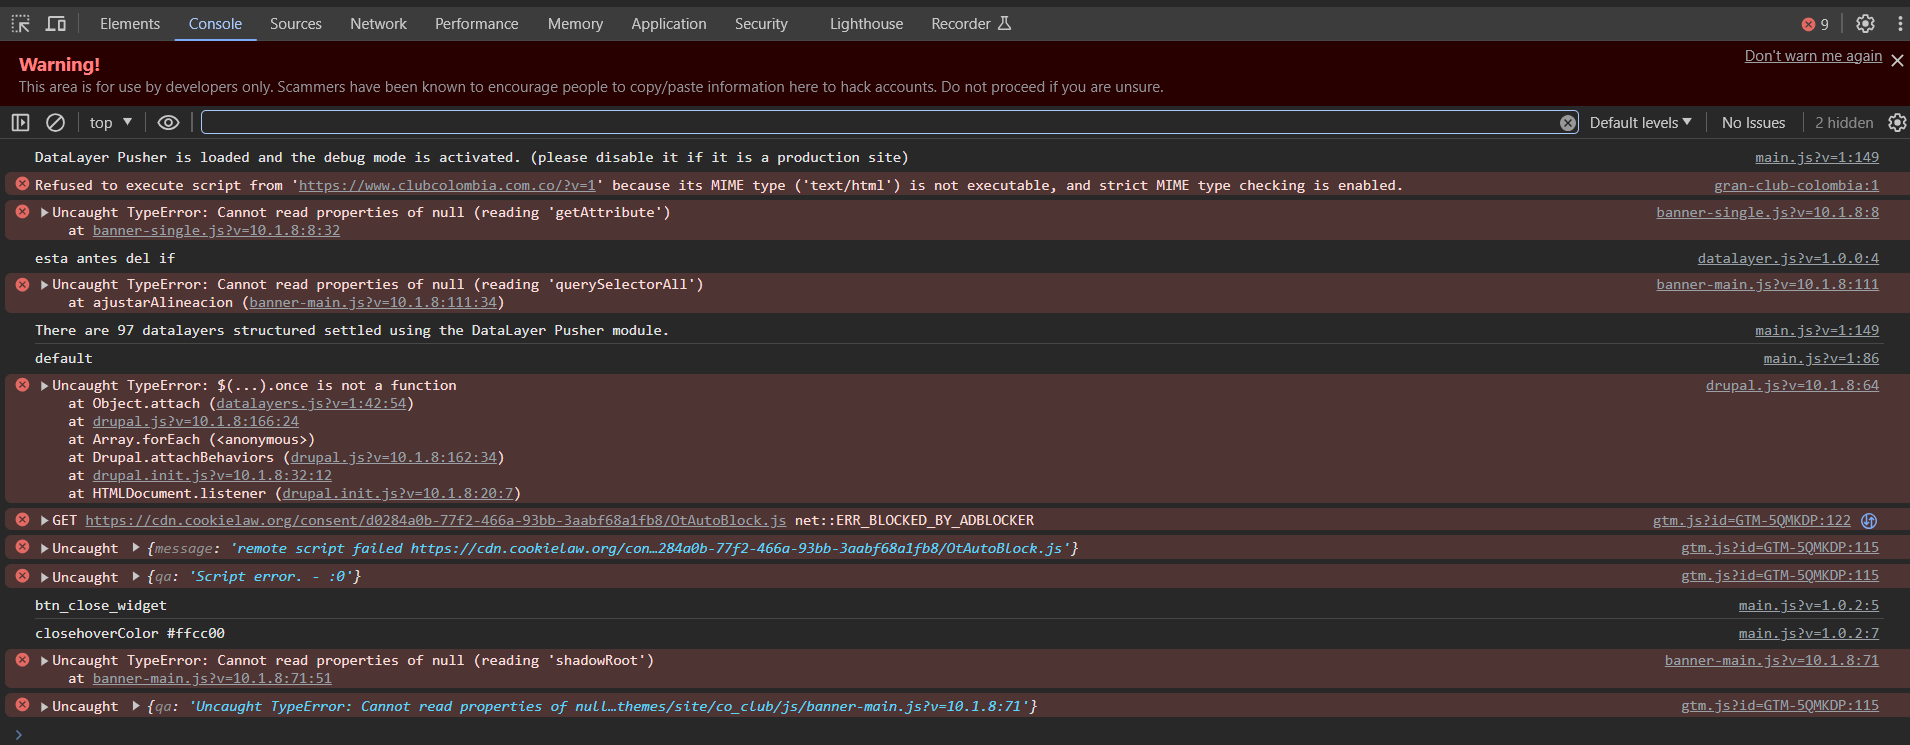 Elements Console Sources Network Performance Memory Application Security Lighthouse Recorder 9
Warning!
Don't warn me again
This area is for use by developers only. Scammers have been known to encourage people to copy/paste information here to hack accounts. Do not proceed if you are unsure.
top Default levels No Issues 2 hidden
DataLayer Pusher is loaded and the debug mode is activated. (please disable it if it is a production site) main.js?v=1:149
Refused to execute script from 'https://www.clubcolombia.com.co/?v=1' because its MIME type ('text/html') is not executable, and strict MIME type checking is enabled. gran-club-colombia:1
Uncaught TypeError: Cannot read properties of null (reading 'getAttribute') banner-single.js?v=10.1.8:8
at banner-single.js?v=10.1.8:8:32
esta antes del if datalayer.js?v=1.0.0:4
Uncaught TypeError: Cannot read properties of null (reading 'querySelectorAll') banner-main.js?v=10.1.8:111
at ajustarAlineacion (banner-main.js?v=10.1.8:111:34)
There are 97 datalayers structured settled using the DataLayer Pusher module. main.js?v=1:149
default main.js?v=1:86
Uncaught TypeError: $(...).once is not a function drupal.js?v=10.1.8:64
at Object.attach (datalayers.js?v=1:42:54)
at drupal.js?v=10.1.8:166:24
at Array.forEach (<anonymous>)
at Drupal.attachBehaviors (drupal.js?v=10.1.8:162:34)
at drupal.init.js?v=10.1.8:32:12
at HTMLDocument.listener (drupal.init.js?v=10.1.8:20:7)
GET https://cdn.cookielaw.org/consent/d0284a0b-77f2-466a-93bb-3aabf68a1fb8/OtAutoBlock.js net::ERR_BLOCKED_BY_ADBLOCKER gtm.js?id=GTM-5QMKDP:122
Uncaught {message: 'remote script failed https://cdn.cookielaw.org/con…284a0b-77f2-466a-93bb-3aabf68a1fb8/OtAutoBlock.js'} gtm.js?id=GTM-5QMKDP:115
Uncaught {qa: 'Script error. - :0'} gtm.js?id=GTM-5QMKDP:115
btn_close_widget main.js?v=1.0.2:5
closehoverColor #ffcc00 main.js?v=1.0.2:7
Uncaught TypeError: Cannot read properties of null (reading 'shadowRoot') banner-main.js?v=10.1.8:71
at banner-main.js?v=10.1.8:71:51
Uncaught {qa: 'Uncaught TypeError: Cannot read properties of null…themes/site/co_club/js/banner-main.js?v=10.1.8:71'} gtm.js?id=GTM-5QMKDP:115